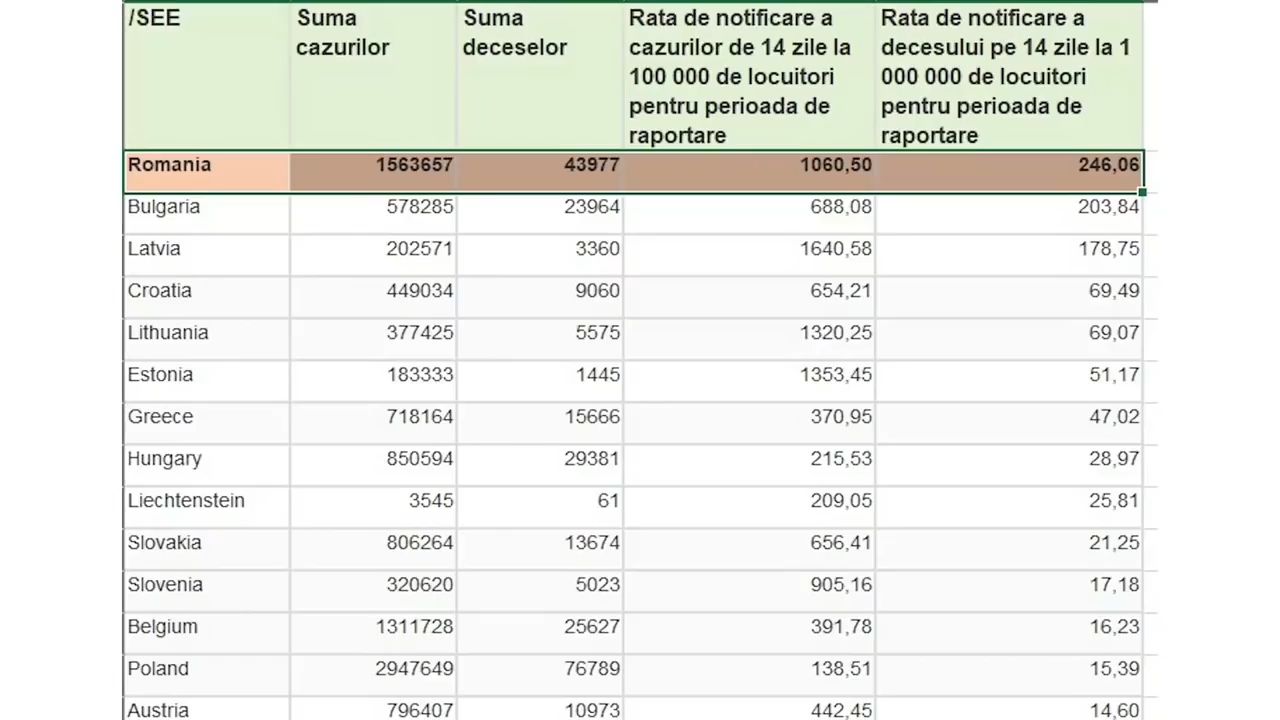 /SEE Suma cazurilor Suma deceselor Rata de notificare a cazurilor de 14 zile la 100 000 de locuitori pentru perioada de raportare Rata de notificare a decesului pe 14 zile la 1 000 000 de locuitori pentru perioada de raportare
Romania 1563657 43977 1060,50 246,06
Bulgaria 578285 23964 688,08 203,84
Latvia 202571 3360 1640,58 178,75
Croatia 449034 9060 654,21 69,49
Lithuania 377425 5575 1320,25 69,07
Estonia 183333 1445 1353,45 51,17
Greece 718164 15666 370,95 47,02
Hungary 850594 29381 215,53 28,97
Liechtenstein 3545 61 209,05 25,81
Slovakia 806264 13674 656,41 21,25
Slovenia 320620 5023 905,16 17,18
Belgium 1311728 25627 391,78 16,23
Poland 2947649 76789 138,51 15,39
Austria 796407 10973 442,45 14,60